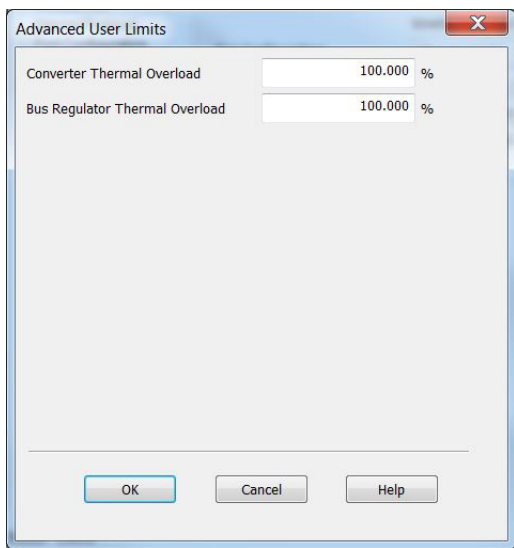 Advanced User Limits
Converter Thermal Overload 100.000 %
Bus Regulator Thermal Overload 100.000 %
OK Cancel Help